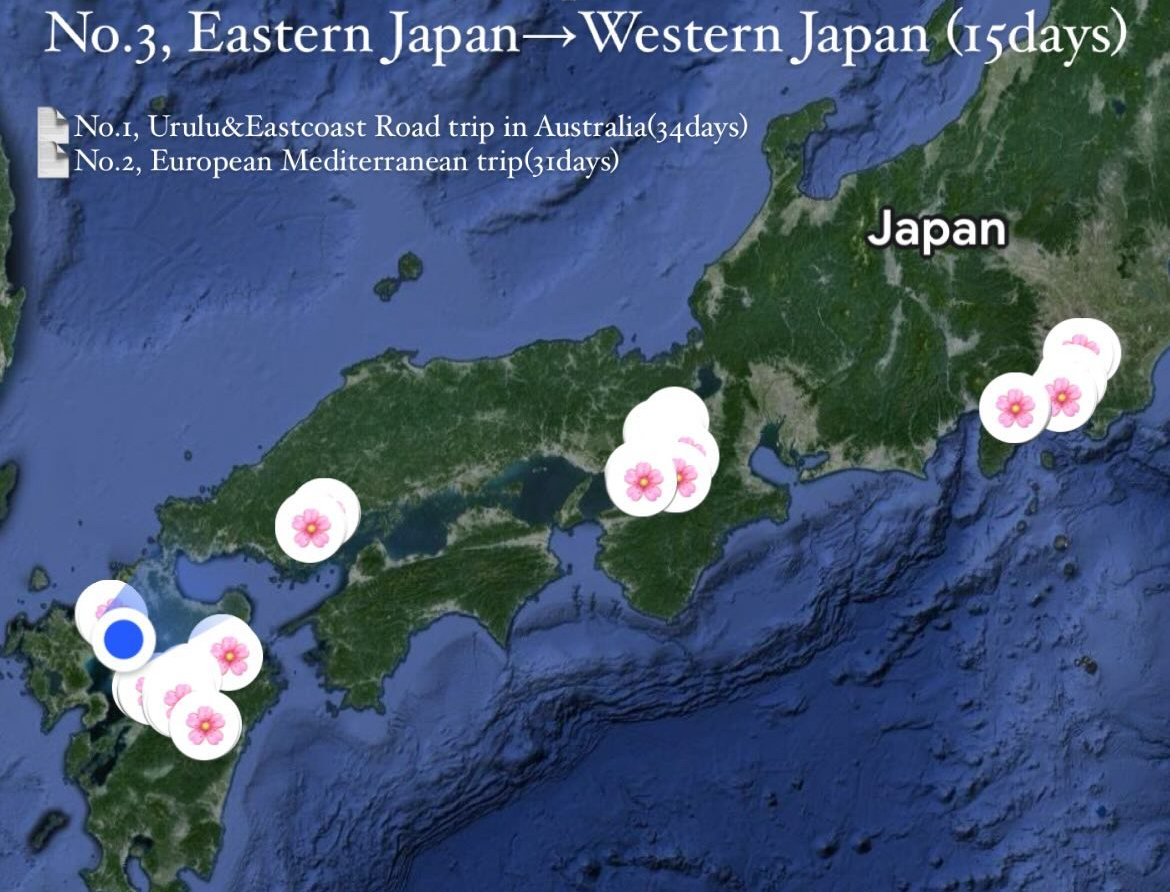 No.3, Eastern Japan→Western Japan (15days)
No.1, Urulu&Eastcoast Road trip in Australia(34days)
No.2, European Mediterranean trip(31days)
Japan